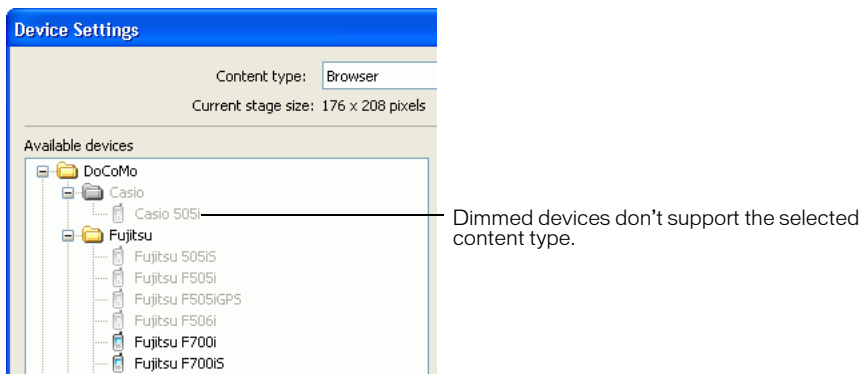 Device Settings
Content type: Browser
Current stage size: 176 x 208 pixels
Available devices
DoCoMo
Casio
Casio 505i
Dimmed devices don’t support the selected
content type.
Fujitsu
Fujitsu 505iS
Fujitsu F505i
Fujitsu F505iGPS
Fujitsu F506i
Fujitsu F700i
Fujitsu F700iS